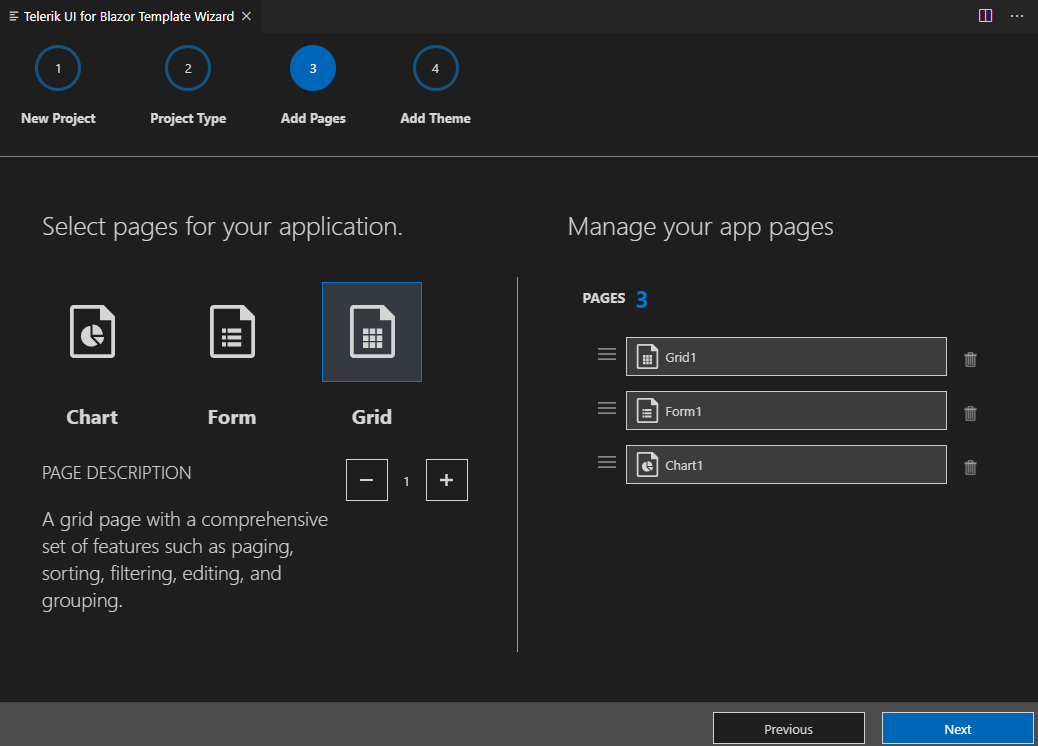 Telerik UI for Blazor Template Wizard
1
2
3
4
New Project
Project Type
Add Pages
Add Theme
Select pages for your application.
Manage your app pages
PAGES 3
Grid1
Form1
Chart1
Chart
Form
Grid
PAGE DESCRIPTION
1
A grid page with a comprehensive
set of features such as paging,
sorting, filtering, editing, and
grouping.
Previous
Next